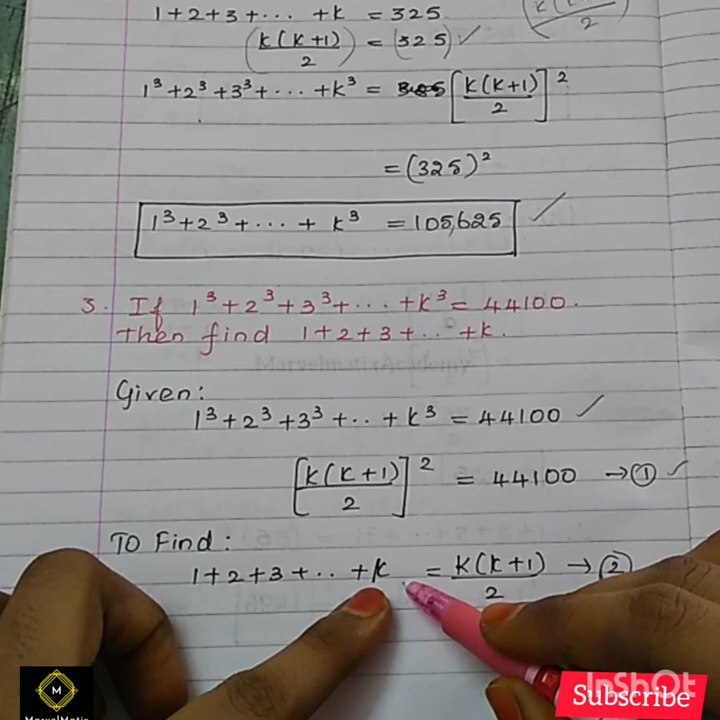 1+2+3+... +k = 325
(k(k+1)/2) = (325) ✓
1³+2³+3³+...+k³ = [k(k+1)/2]²
= (325)²
1³+2³+...+ k³ = 105,625
3. If 1³+2³+3³+...+k³ = 44100.
then find 1+2+3+...+k.
MarvelmatixAcademy
Given:
1³+2³+3³+..+k³ = 44100 ✓
[k(k+1)/2]² = 44100 → ① ✓
To Find:
1+2+3+..+k = k(k+1)/2 → ②
InShOt
Subscribe
M
MarvelMatix